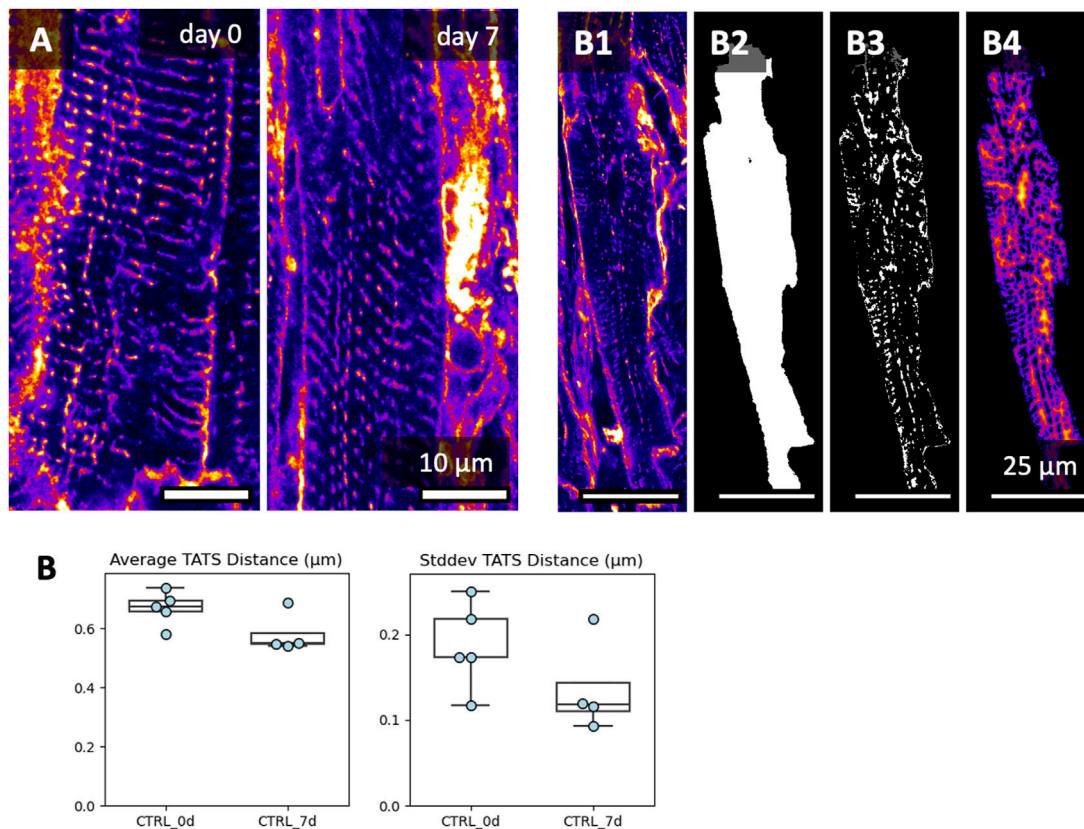 A
day 0
day 7
10 µm
B1
B2
B3
B4
25 µm
B
Average TATS Distance (µm)
0.6
0.4
0.2
0.0
CTRL_0d
CTRL_7d
Stddev TATS Distance (µm)
0.2
0.1
0.0
CTRL_0d
CTRL_7d